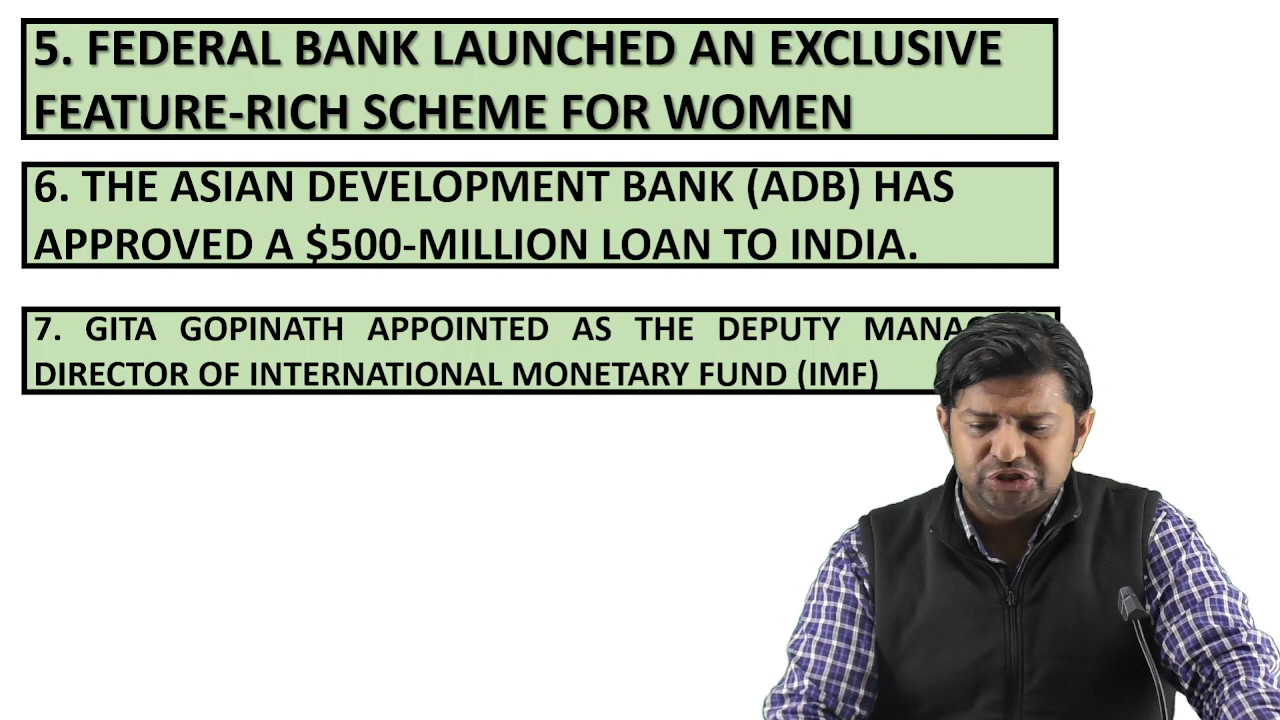 5. FEDERAL BANK LAUNCHED AN EXCLUSIVE
FEATURE-RICH SCHEME FOR WOMEN
6. THE ASIAN DEVELOPMENT BANK (ADB) HAS
APPROVED A $500-MILLION LOAN TO INDIA.
7. GITA GOPINATH APPOINTED AS THE DEPUTY
DIRECTOR OF INTERNATIONAL MONETARY FUND (IMF)